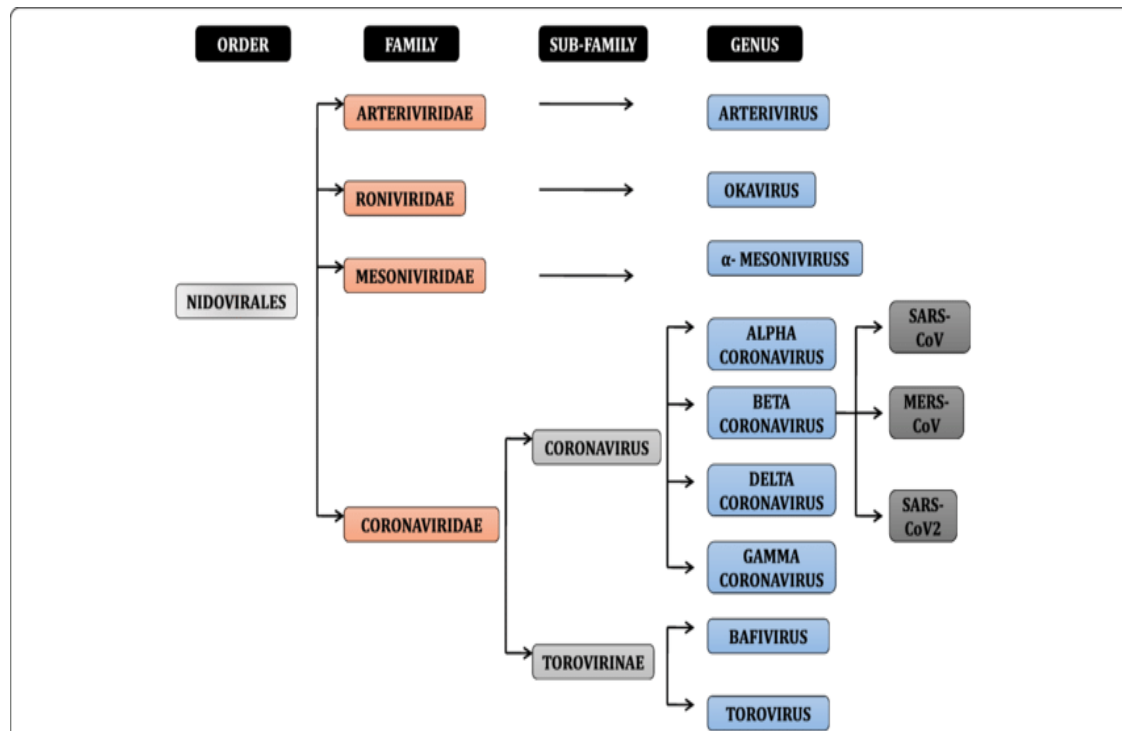 ORDER
FAMILY
SUB-FAMILY
GENUS
ARTERIVIRIDAE
ARTERIVIRUS
RONIVIRIDAE
OKAVIRUS
MESONIVIRIDAE
α- MESONIVIRUSS
NIDOVIRALES
CORONAVIRIDAE
CORONAVIRUS
ALPHA
CORONAVIRUS
BETA
CORONAVIRUS
DELTA
CORONAVIRUS
GAMMA
CORONAVIRUS
SARS-
CoV
MERS-
CoV
SARS-
CoV2
TOROVIRINAE
BAFIVIRUS
TOROVIRUS